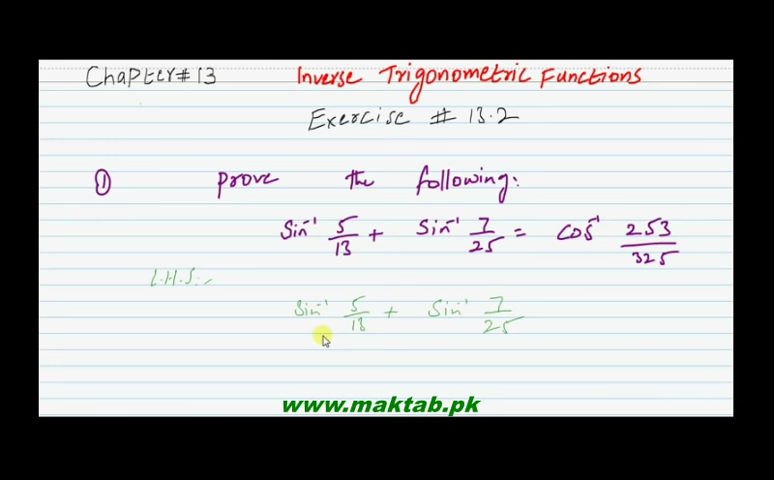 Chapter#13 Inverse Trigonometric Functions
Exercise # 13.2
① prove the following:
Sin⁻¹ 5/13 + Sin⁻¹ 7/25 = Cos⁻¹ 253/325
L.H.S:-
Sin⁻¹ 5/13 + Sin⁻¹ 7/25
www.maktab.pk